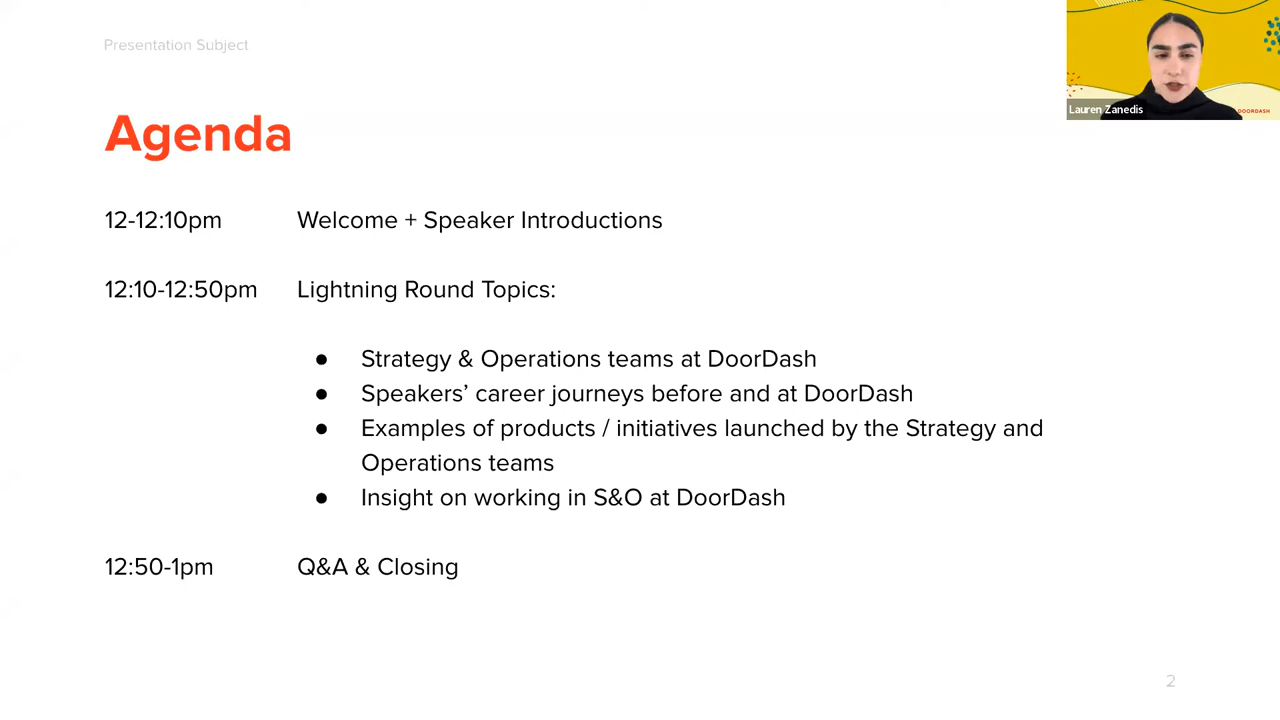 Presentation Subject
Agenda
12-12:10pm Welcome + Speaker Introductions
12:10-12:50pm Lightning Round Topics:
● Strategy & Operations teams at DoorDash
● Speakers’ career journeys before and at DoorDash
● Examples of products / initiatives launched by the Strategy and
Operations teams
● Insight on working in S&O at DoorDash
12:50-1pm Q&A & Closing
Lauren Zanedis
DOORDASH
2